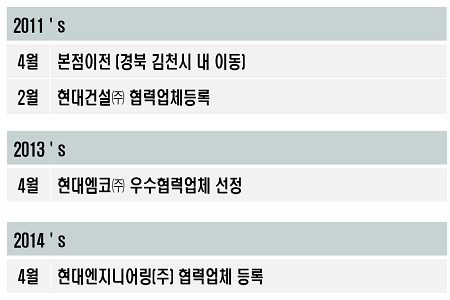 2011 ' s
4월 본점이전 (경북 김천시 내 이동)
2월 현대건설㈜ 협력업체등록
2013 ' s
4월 현대엠코㈜ 우수협력업체 선정
2014 ' s
4월 현대엔지니어링(주) 협력업체 등록